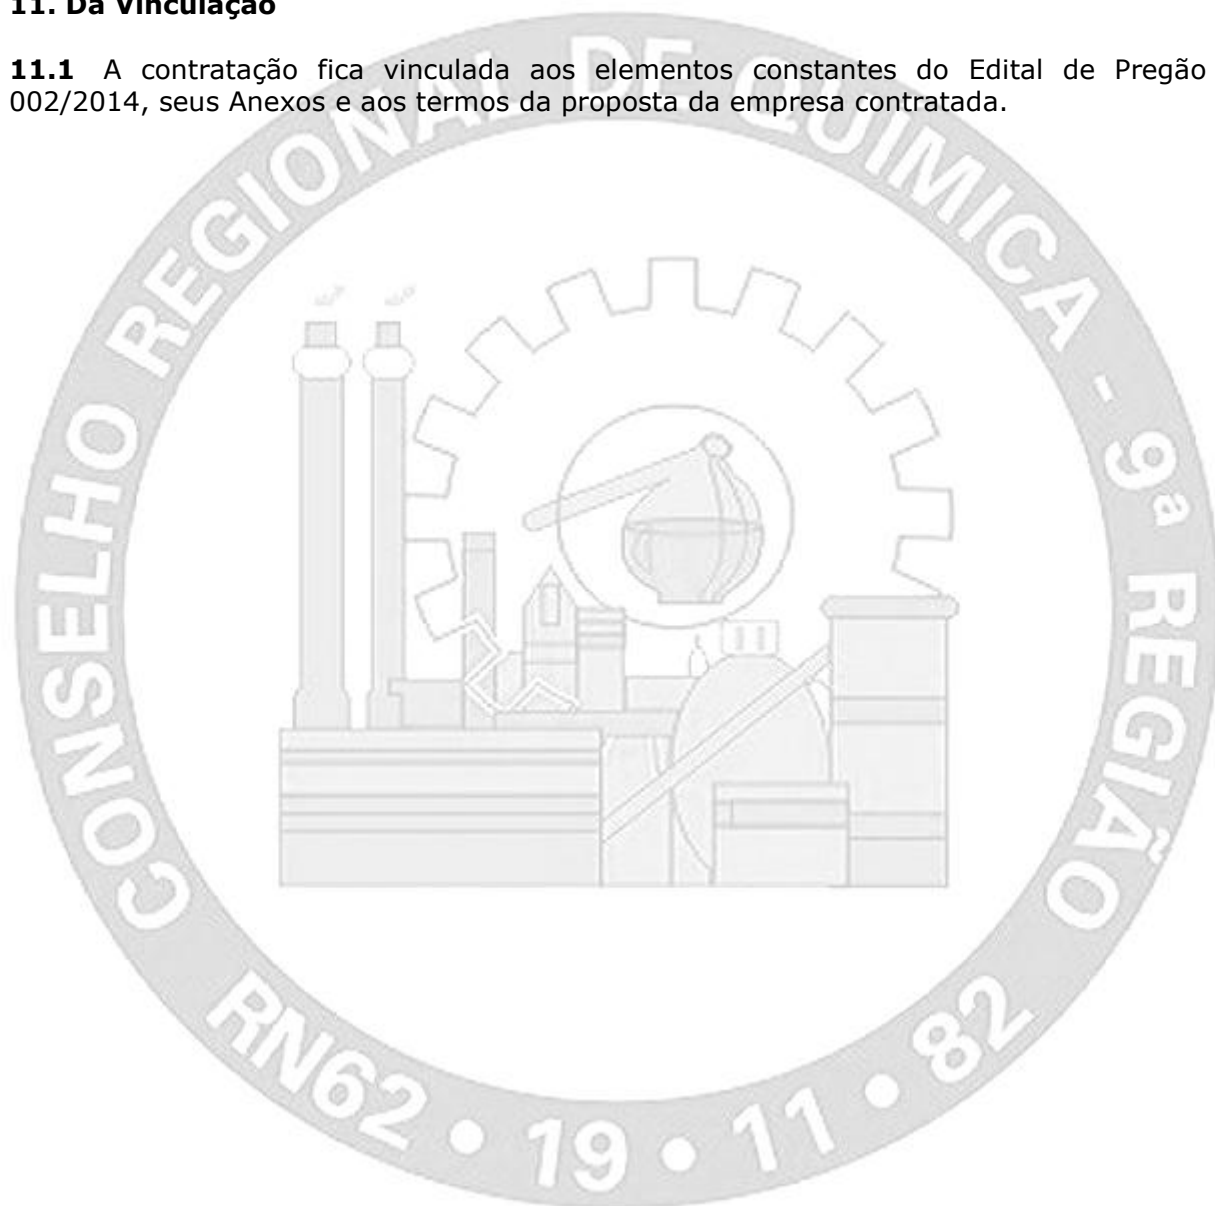 11. Da Vinculação
11.1 A contratação fica vinculada aos elementos constantes do Edital de Pregão
002/2014, seus Anexos e aos termos da proposta da empresa contratada.
CONSELHO REGIONAL DE QUIMICA - 9ª REGIÃO
RN62 • 19 • 11 • 82